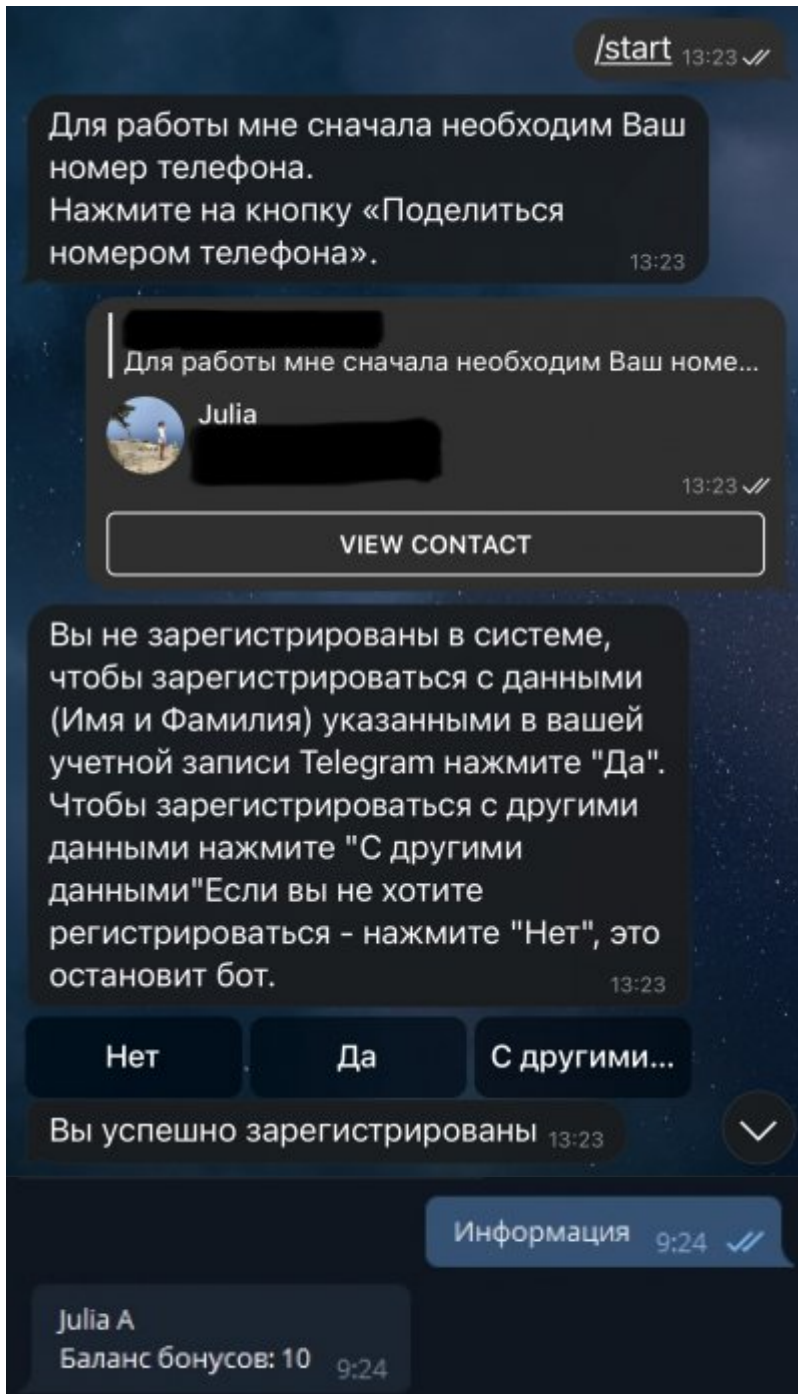 /start 13:23
Для работы мне сначала необходим Ваш
номер телефона.
Нажмите на кнопку «Поделиться
номером телефона». 13:23
Для работы мне сначала необходим Ваш номе...
Julia
13:23
VIEW CONTACT
Вы не зарегистрированы в системе,
чтобы зарегистрироваться с данными
(Имя и Фамилия) указанными в вашей
учетной записи Telegram нажмите "Да".
Чтобы зарегистрироваться с другими
данными нажмите "С другими
данными"Если вы не хотите
регистрироваться - нажмите "Нет", это
остановит бот. 13:23
Нет Да С другими...
Вы успешно зарегистрированы 13:23
Информация 9:24
Julia A
Баланс бонусов: 10 9:24